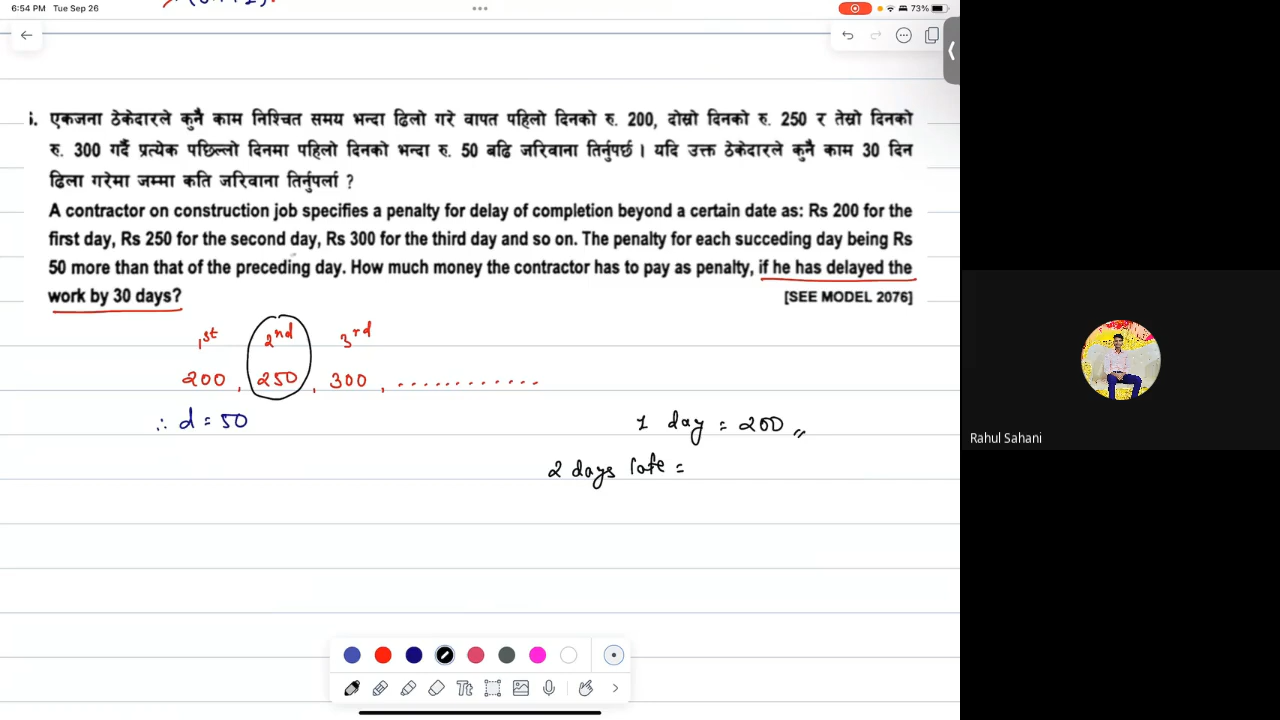 6:54 PM Tue Sep 26
73%
i. एकजना ठेकेदारले कुनै काम निश्चित समय भन्दा ढिलो गरे वापत पहिलो दिनको रु. 200, दोस्रो दिनको रु. 250 र तेस्रो दिनको
रु. 300 गर्दै प्रत्येक पछिल्लो दिनमा पहिलो दिनको भन्दा रु. 50 बढि जरिवाना तिर्नुपर्छ । यदि उक्त ठेकेदारले कुनै काम 30 दिन
ढिला गरेमा जम्मा कति जरिवाना तिर्नुपर्ला ?
A contractor on construction job specifies a penalty for delay of completion beyond a certain date as: Rs 200 for the
first day, Rs 250 for the second day, Rs 300 for the third day and so on. The penalty for each succeding day being Rs
50 more than that of the preceding day. How much money the contractor has to pay as penalty, if he has delayed the
work by 30 days? [SEE MODEL 2076]
1st 2nd 3rd
200, 250, 300, ............
∴ d = 50
1 day = 200 //
2 days late =
Rahul Sahani
Tt